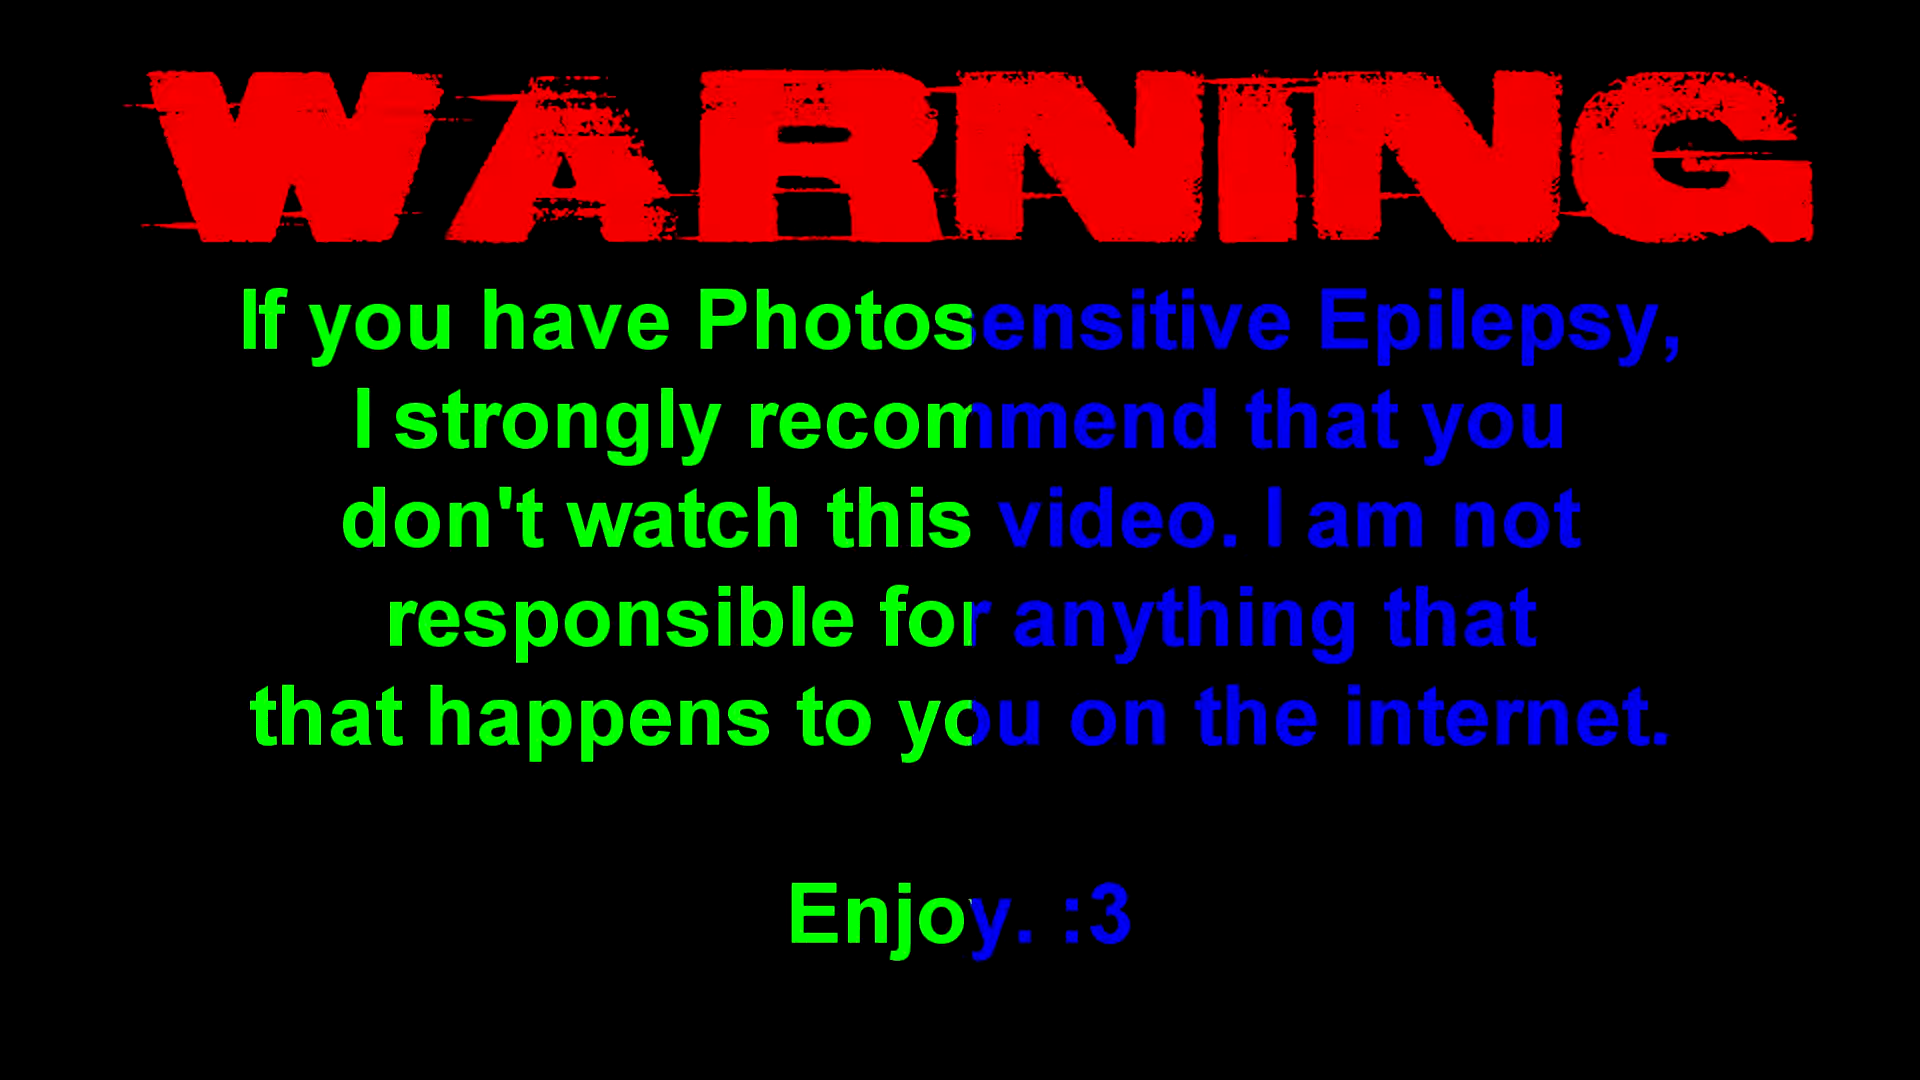 WARNING
If you have Photosensitive Epilepsy,
I strongly recommend that you
don't watch this video. I am not
responsible for anything that
that happens to you on the internet.
Enjoy. :3